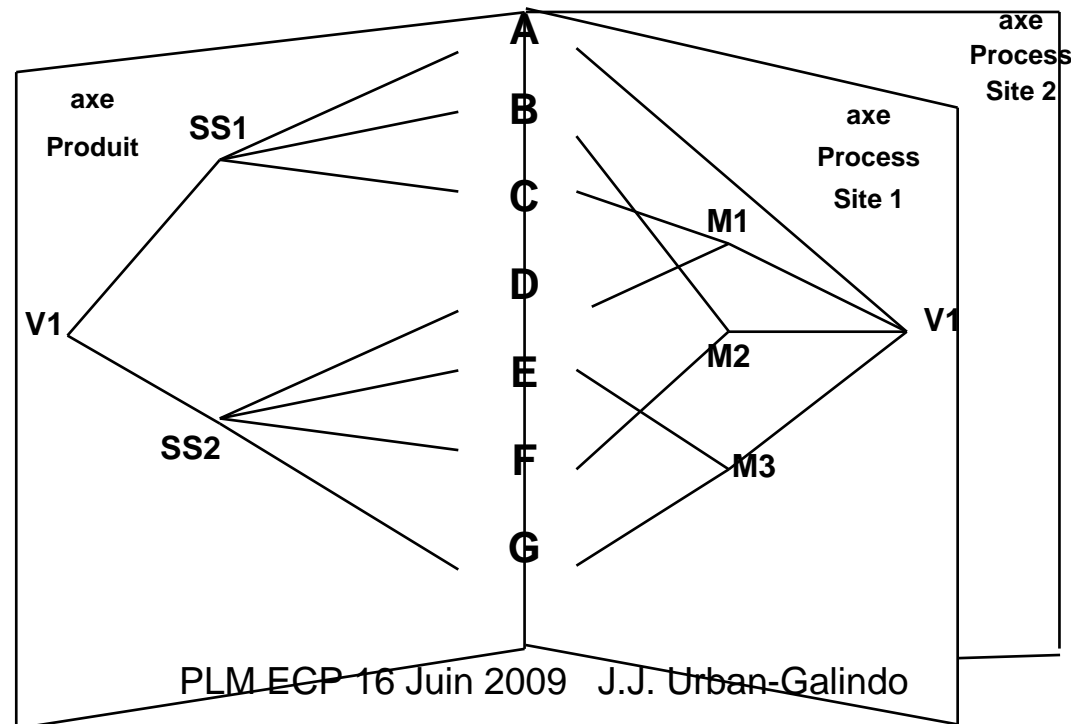 axe
Produit
SS1
V1
SS2
A
B
C
D
E
F
G
M1
M2
M3
V1
axe
Process
Site 1
axe
Process
Site 2
PLM ECP 16 Juin 2009 J.J. Urban-Galindo